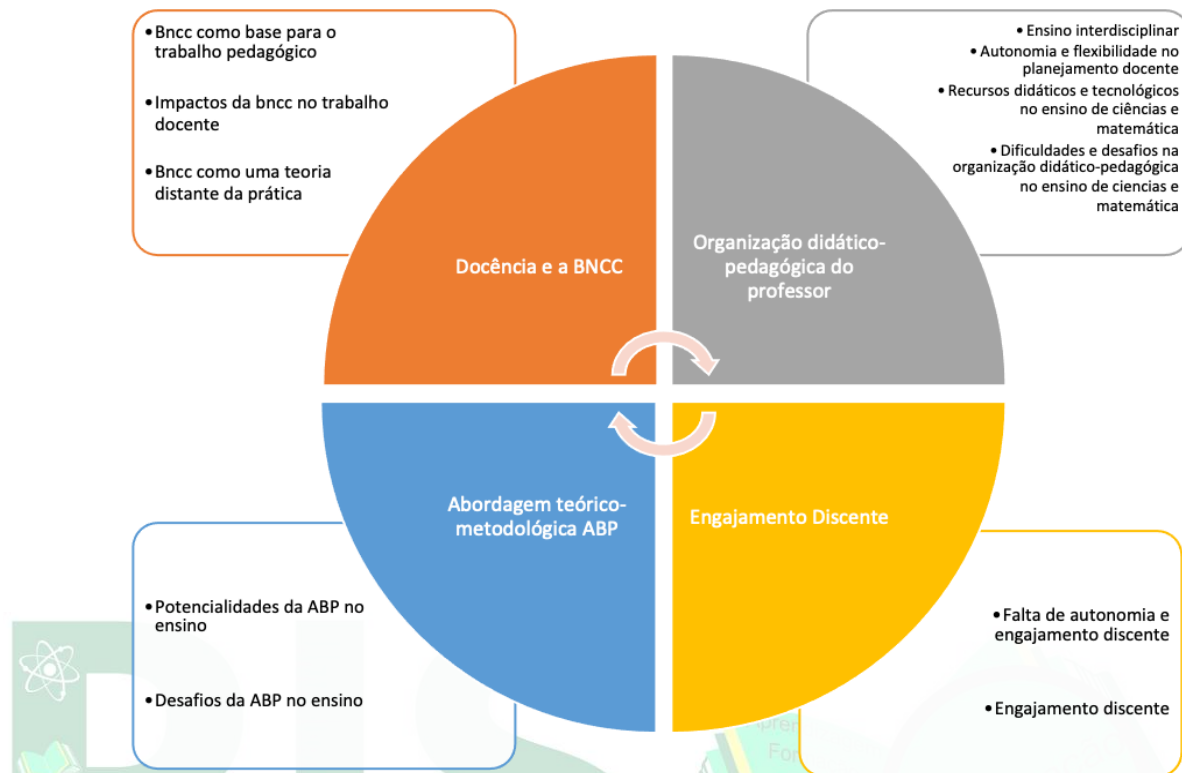 •Bncc como base para o
trabalho pedagógico
•Impactos da bncc no trabalho
docente
•Bncc como uma teoria
distante da prática
•Ensino interdisciplinar
•Autonomia e flexibilidade no
planejamento docente
•Recursos didáticos e tecnológicos
no ensino de ciências e
matemática
•Dificuldades e desafios na
organização didático-pedagógica
no ensino de ciencias e
matemática
Docência e a BNCC
Organização didático-
pedagógica do
professor
Abordagem teórico-
metodológica ABP
Engajamento Discente
•Potencialidades da ABP no
ensino
•Desafios da ABP no ensino
•Falta de autonomia e
engajamento discente
•Engajamento discente